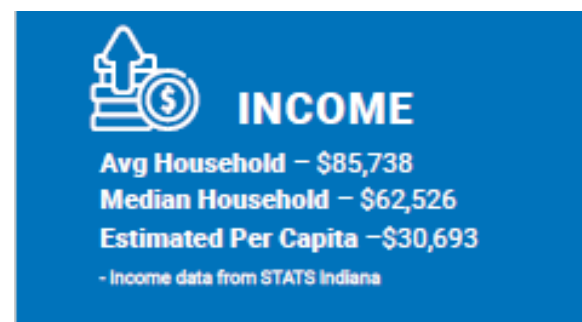 $
INCOME
Avg Household – $85,738
Median Household – $62,526
Estimated Per Capita –$30,693
- Income data from STATS Indiana